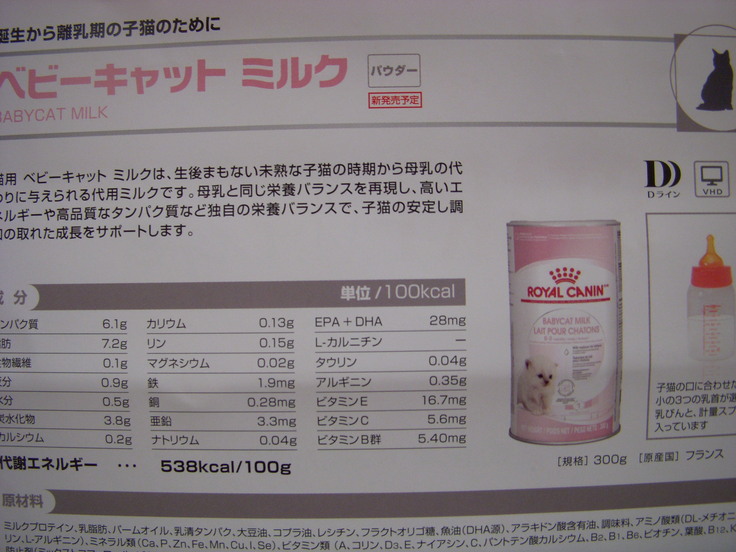 誕生から離乳期の子猫のために
ベビーキャット ミルク
パウダー
新発売予定
BABYCAT MILK
猫用 ベビーキャット ミルクは、生後まもない未熟な子猫の時期から母乳の代
わりに与えられる代用ミルクです。母乳と同じ栄養バランスを再現し、高いエ
ネルギーや高品質なタンパク質など独自の栄養バランスで、子猫の安定し調
和の取れた成長をサポートします。
Dライン
VHD
ROYAL CANIN
BABYCAT MILK
LAIT POUR CHATONS
成 分
単位/100kcal
タンパク質 6.1g カリウム 0.13g EPA+DHA 28mg
脂肪 7.2g リン 0.15g L-カルニチン —
食物繊維 0.1g マグネシウム 0.02g タウリン 0.04g
灰分 0.9g 鉄 1.9mg アルギニン 0.35g
水分 0.5g 銅 0.28mg ビタミンE 16.7mg
炭水化物 3.8g 亜鉛 3.3mg ビタミンC 5.6mg
カルシウム 0.2g ナトリウム 0.04g ビタミンB群 5.40mg
代謝エネルギー ・・・ 538kcal/100g
子猫の口に合わせた
小の3つの乳首が選
乳びんと、計量スプ
入っています
[規格] 300g [原産国] フランス
原材料
ミルクプロテイン、乳脂肪、パームオイル、乳清タンパク、大豆油、コプラ油、レシチン、フラクトオリゴ糖、魚油(DHA源)、アラキドン酸含有油、調味料、アミノ酸類(DL-メチオニ
リン、L-アルギニン)、ミネラル類(Ca、P、Zn、Fe、Mn、Cu、I、Se)、ビタミン類(A、コリン、D3、E、ナイアシン、C、パントテン酸カルシウム、B2、B1、B6、ビオチン、葉酸、B12、K